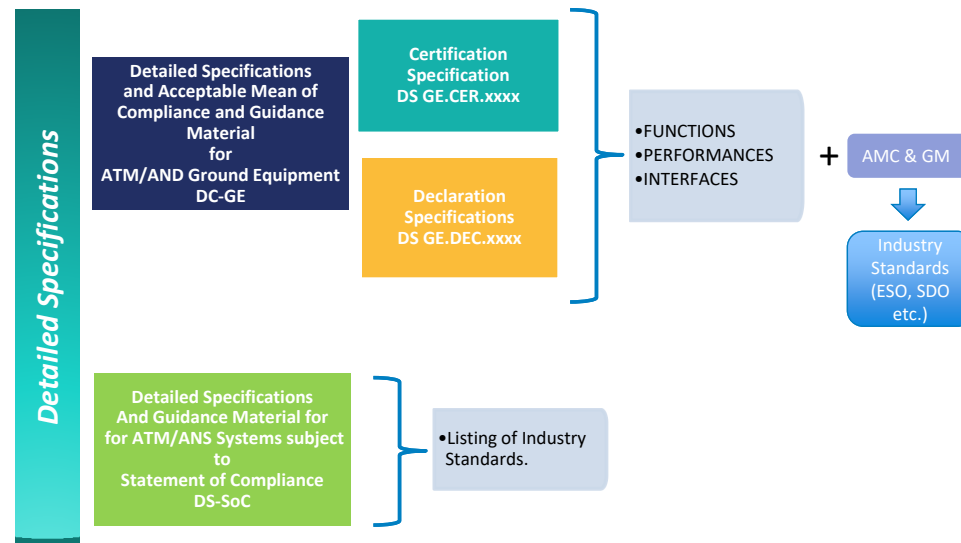 Detailed Specifications
Detailed Specifications
and Acceptable Mean of
Compliance and Guidance
Material
for
ATM/AND Ground Equipment
DC-GE
Certification
Specification
DS GE.CER.xxxx
Declaration
Specifications
DS GE.DEC.xxxx
•FUNCTIONS
•PERFORMANCES
•INTERFACES
+
AMC & GM
Industry
Standards
(ESO, SDO
etc.)
Detailed Specifications
And Guidance Material for
for ATM/ANS Systems subject
to
Statement of Compliance
DS-SoC
•Listing of Industry
Standards.